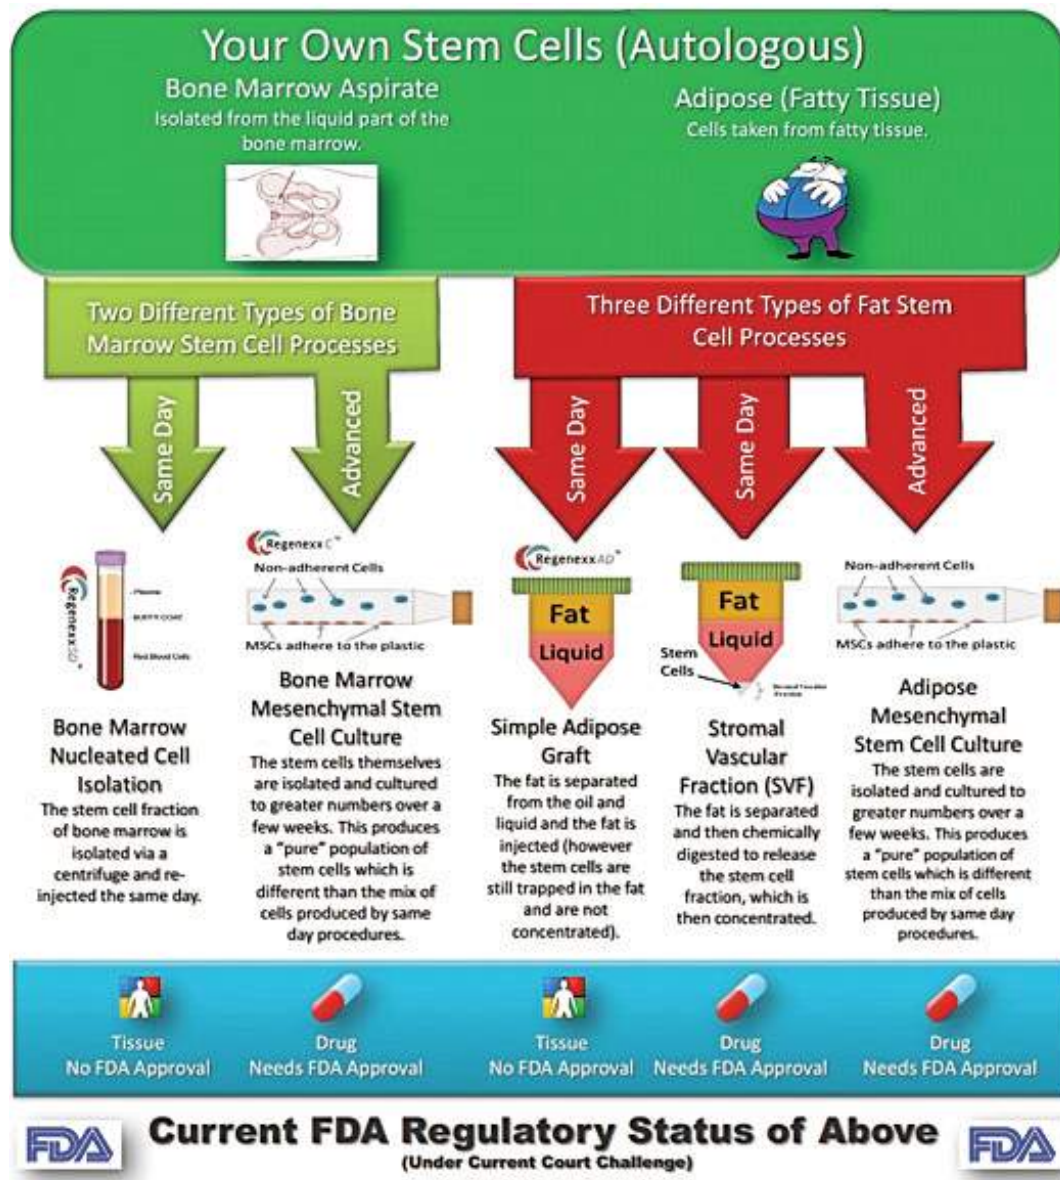 Your Own Stem Cells (Autologous)
Bone Marrow Aspirate
Isolated from the liquid part of the
bone marrow.
Adipose (Fatty Tissue)
Cells taken from fatty tissue.
Two Different Types of Bone
Marrow Stem Cell Processes
Three Different Types of Fat Stem
Cell Processes
Same Day
Advanced
Same Day
Same Day
Advanced
Regenexx SD
Plasma
BUFFY COAT
Red Blood Cells
Bone Marrow
Nucleated Cell
Isolation
The stem cell fraction
of bone marrow is
isolated via a
centrifuge and re-
injected the same day.
Regenexx C™
Non-adherent Cells
MSCs adhere to the plastic
Bone Marrow
Mesenchymal Stem
Cell Culture
The stem cells themselves
are isolated and cultured
to greater numbers over a
few weeks. This produces
a "pure" population of
stem cells which is
different than the mix of
cells produced by same
day procedures.
Regenexx AD™
Fat
Liquid
Simple Adipose
Graft
The fat is separated
from the oil and
liquid and the fat is
injected (however
the stem cells are
still trapped in the fat
and are not
concentrated).
Fat
Liquid
Stem
Cells
Stromal
Vascular
Fraction (SVF)
The fat is separated
and then chemically
digested to release
the stem cell
fraction, which is
then concentrated.
Non-adherent Cells
MSCs adhere to the plastic
Adipose
Mesenchymal
Stem Cell Culture
The stem cells are
isolated and cultured to
greater numbers over a
few weeks. This produces
a "pure" population of
stem cells which is different
than the mix of cells
produced by same day
procedures.
Tissue
No FDA Approval
Drug
Needs FDA Approval
Tissue
No FDA Approval
Drug
Needs FDA Approval
Drug
Needs FDA Approval
FDA
Current FDA Regulatory Status of Above
(Under Current Court Challenge)
FDA